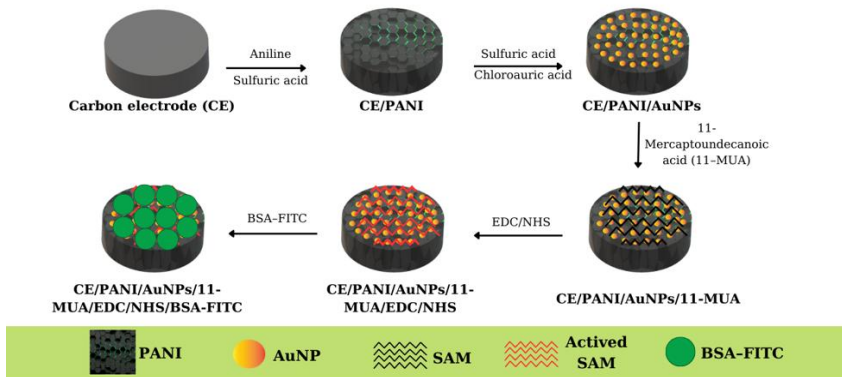 Aniline
Sulfuric acid
Sulfuric acid
Chloroauric acid
Carbon electrode (CE)
CE/PANI
CE/PANI/AuNPs
11-
Mercaptoundecanoic
acid (11–MUA)
BSA–FITC
EDC/NHS
CE/PANI/AuNPs/11-
MUA/EDC/NHS/BSA-FITC
CE/PANI/AuNPs/11-
MUA/EDC/NHS
CE/PANI/AuNPs/11-MUA
PANI
AuNP
SAM
Actived
SAM
BSA–FITC